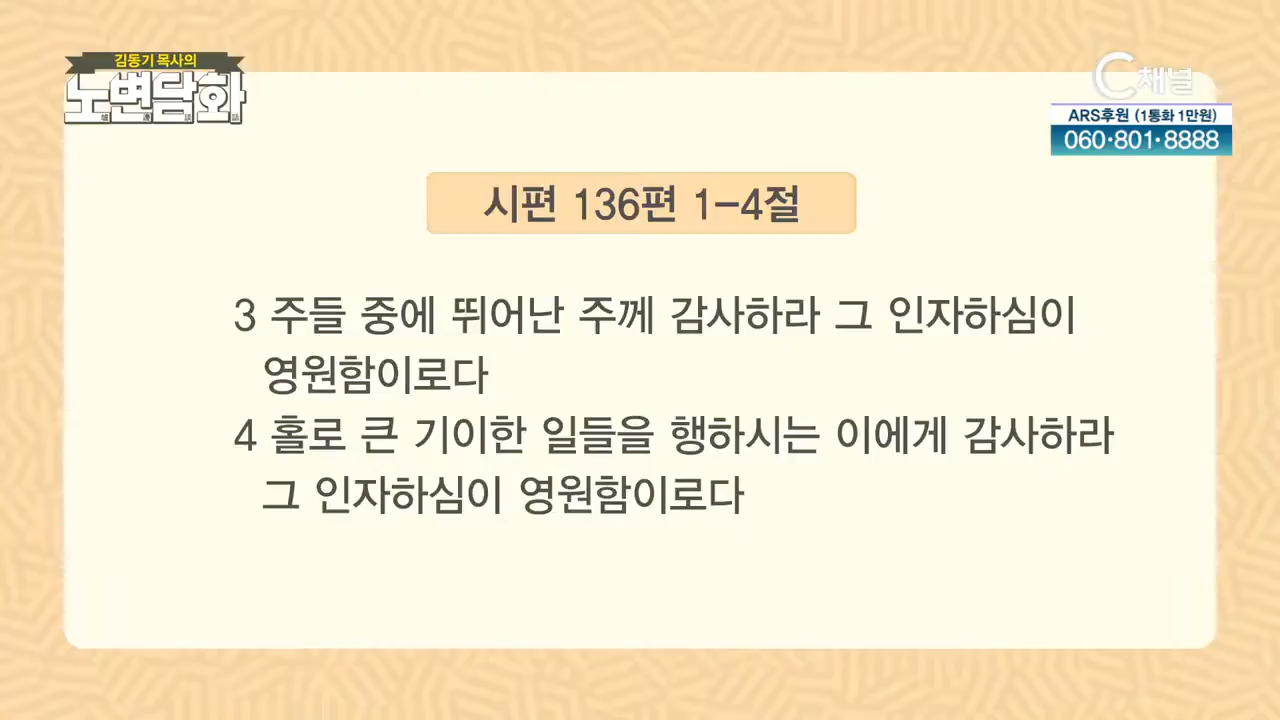 김동기 목사의
노변담화
C채널
ARS후원 (1통화 1만원)
060·801·8888
시편 136편 1-4절
3 주들 중에 뛰어난 주께 감사하라 그 인자하심이
영원함이로다
4 홀로 큰 기이한 일들을 행하시는 이에게 감사하라
그 인자하심이 영원함이로다